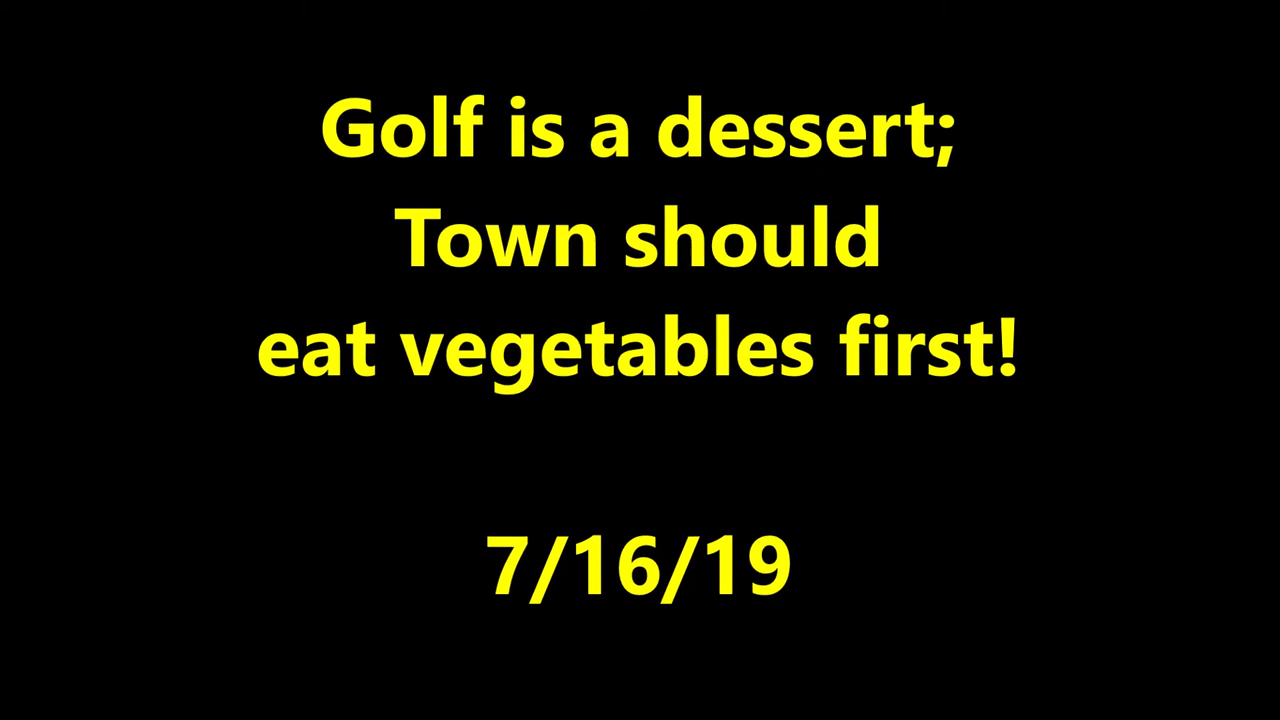 Golf is a dessert;
Town should
eat vegetables first!
7/16/19